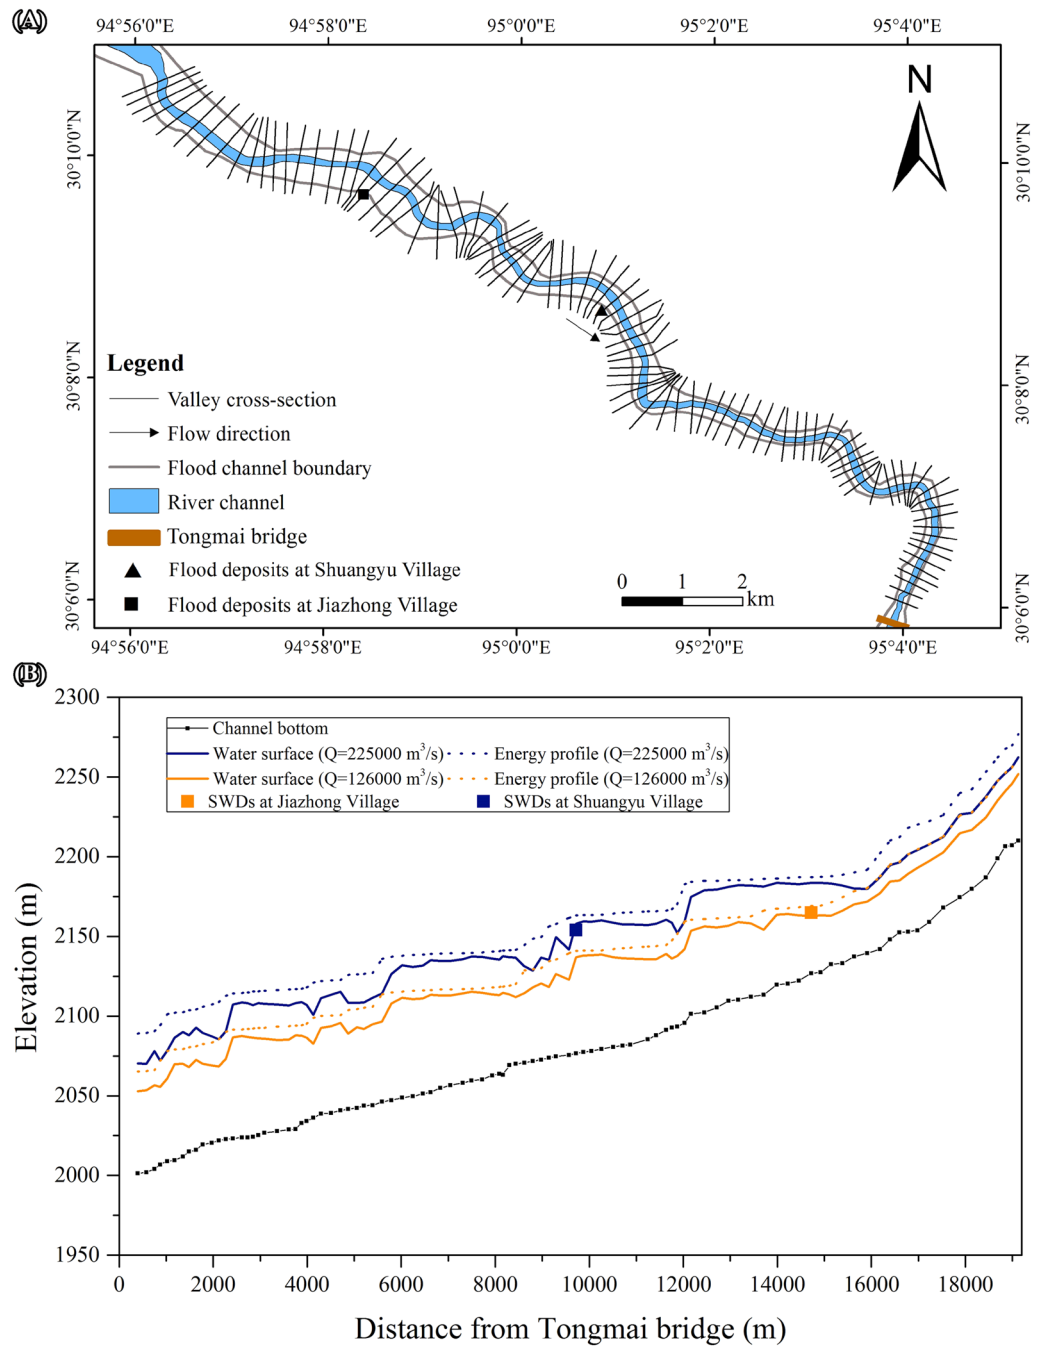 (A)
94°56'0"E 94°58'0"E 95°0'0"E 95°2'0"E 95°4'0"E
N
30°10'0"N 30°10'0"N
30°8'0"N 30°8'0"N
30°6'0"N 30°6'0"N
Legend
Valley cross-section
Flow direction
Flood channel boundary
River channel
Tongmai bridge
Flood deposits at Shuangyu Village
Flood deposits at Jiazhong Village
0 1 2
km
94°56'0"E 94°58'0"E 95°0'0"E 95°2'0"E 95°4'0"E
(B)
2300
2250
2200
2150
2100
2050
2000
1950
Elevation (m)
Channel bottom
Water surface (Q=225000 m³/s) Energy profile (Q=225000 m³/s)
Water surface (Q=126000 m³/s) Energy profile (Q=126000 m³/s)
SWDs at Jiazhong Village SWDs at Shuangyu Village
0 2000 4000 6000 8000 10000 12000 14000 16000 18000
Distance from Tongmai bridge (m)